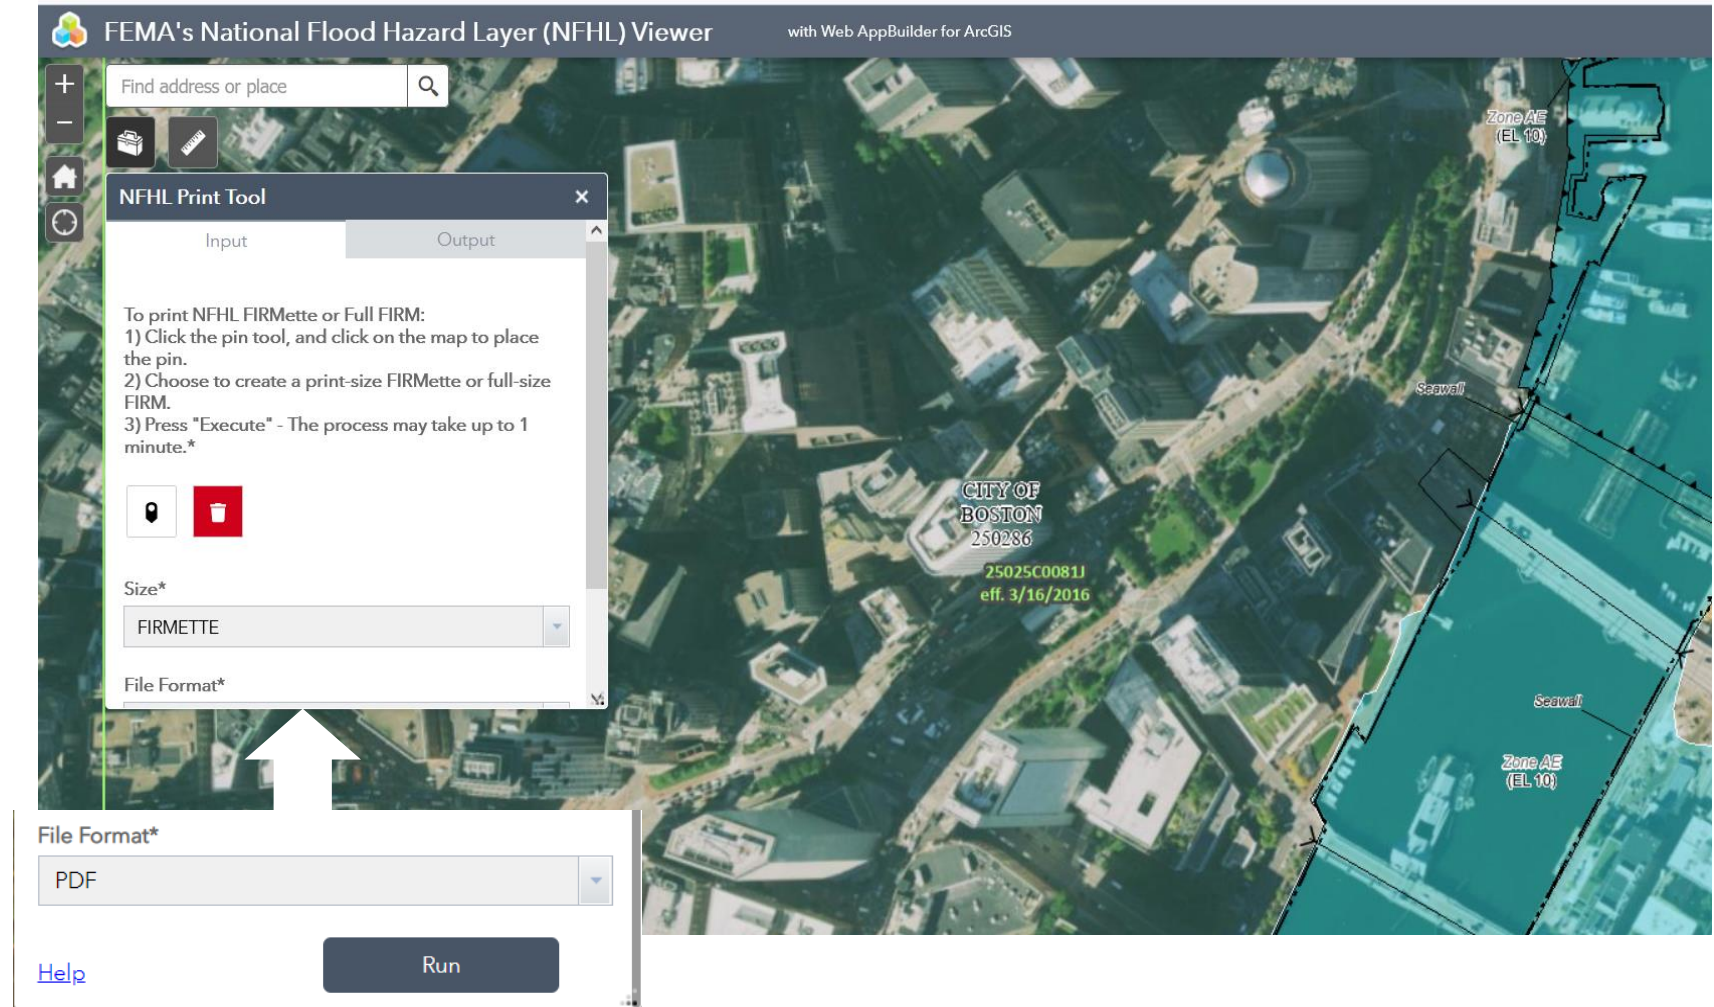 FEMA's National Flood Hazard Layer (NFHL) Viewer
with Web AppBuilder for ArcGIS
+
Find address or place
−
NFHL Print Tool
×
Input
Output
To print NFHL FIRMette or Full FIRM:
1) Click the pin tool, and click on the map to place
the pin.
2) Choose to create a print-size FIRMette or full-size
FIRM.
3) Press "Execute" - The process may take up to 1
minute.*
Size*
FIRMETTE
File Format*
Zone AE
(EL 10)
Seawall
CITY OF
BOSTON
250286
25025C0081J
eff. 3/16/2016
Seawall
Zone AE
(EL 10)
File Format*
PDF
Help
Run